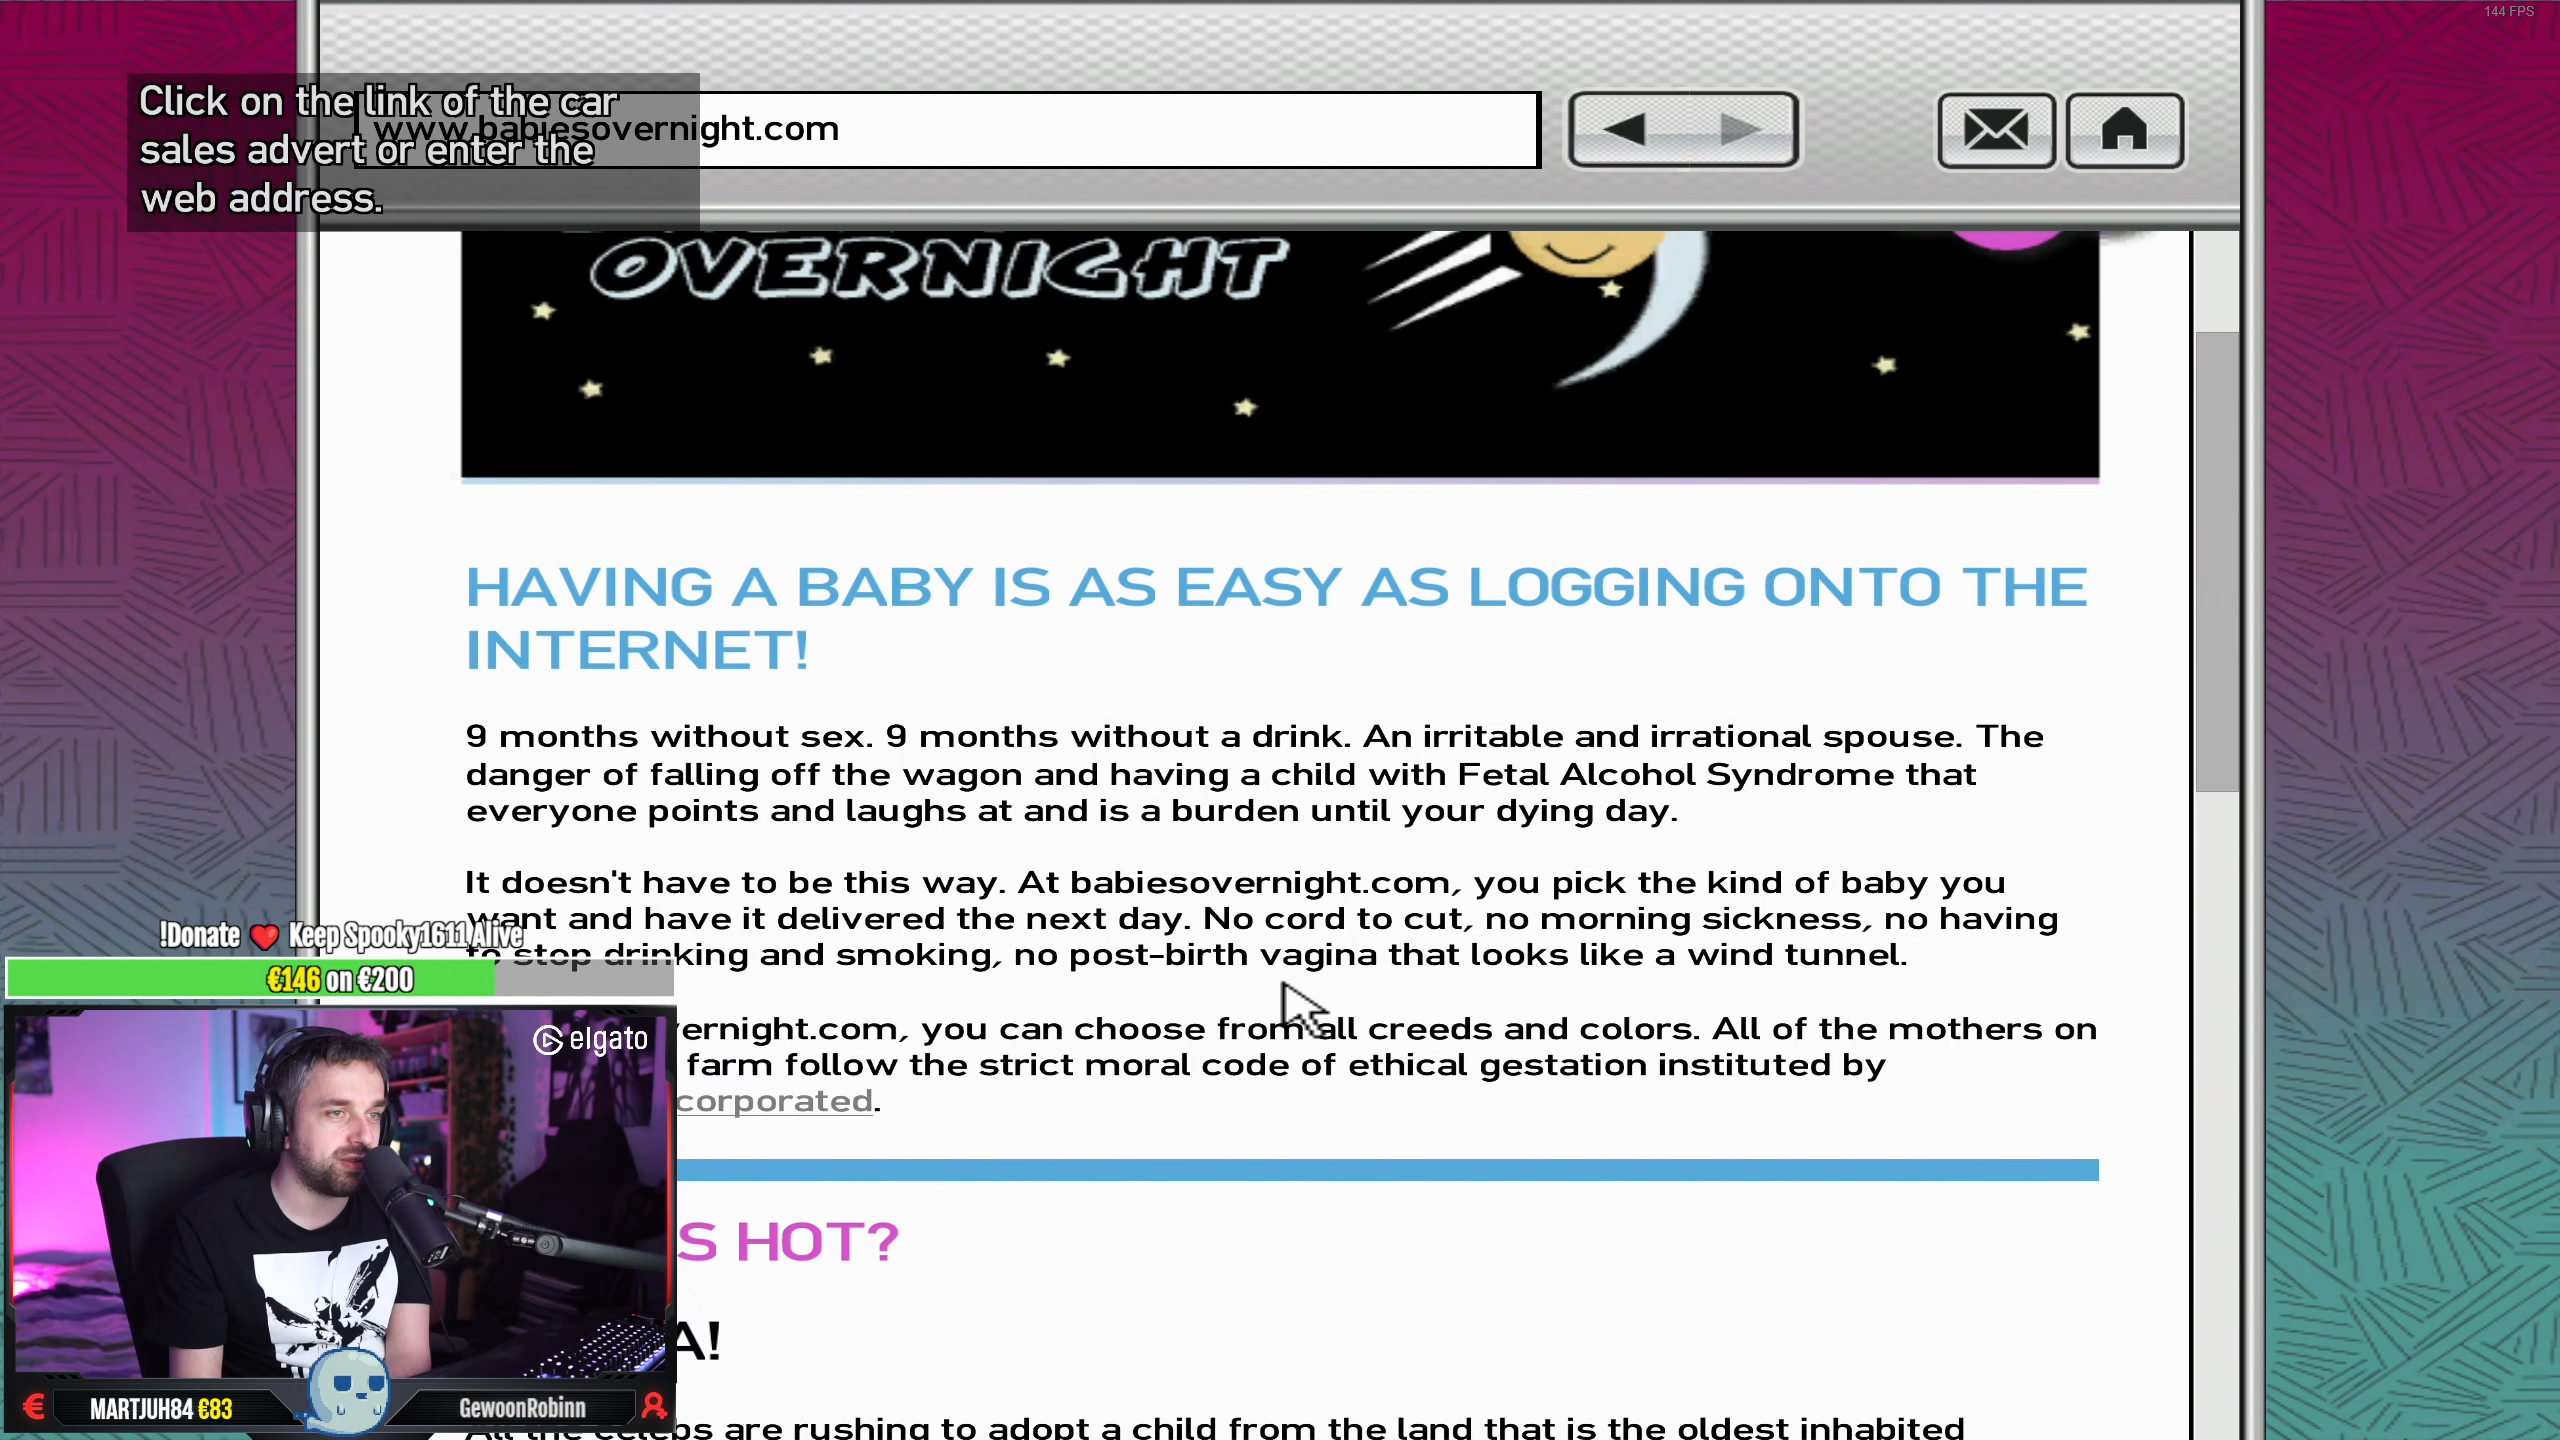 144 FPS
Click on the link of the car
sales advert or enter the
web address.
www.babiesovernight.com
OVERNIGHT
HAVING A BABY IS AS EASY AS LOGGING ONTO THE
INTERNET!
9 months without sex. 9 months without a drink. An irritable and irrational spouse. The
danger of falling off the wagon and having a child with Fetal Alcohol Syndrome that
everyone points and laughs at and is a burden until your dying day.
It doesn't have to be this way. At babiesovernight.com, you pick the kind of baby you
want and have it delivered the next day. No cord to cut, no morning sickness, no having
to stop drinking and smoking, no post-birth vagina that looks like a wind tunnel.
!Donate ❤ Keep Spooky1611 Alive
€146 on €200
vernight.com, you can choose from all creeds and colors. All of the mothers on
farm follow the strict moral code of ethical gestation instituted by
corporated.
elgato
S HOT?
A!
MARTJUH84 €83
GewoonRobinn
All the celebs are rushing to adopt a child from the land that is the oldest inhabited